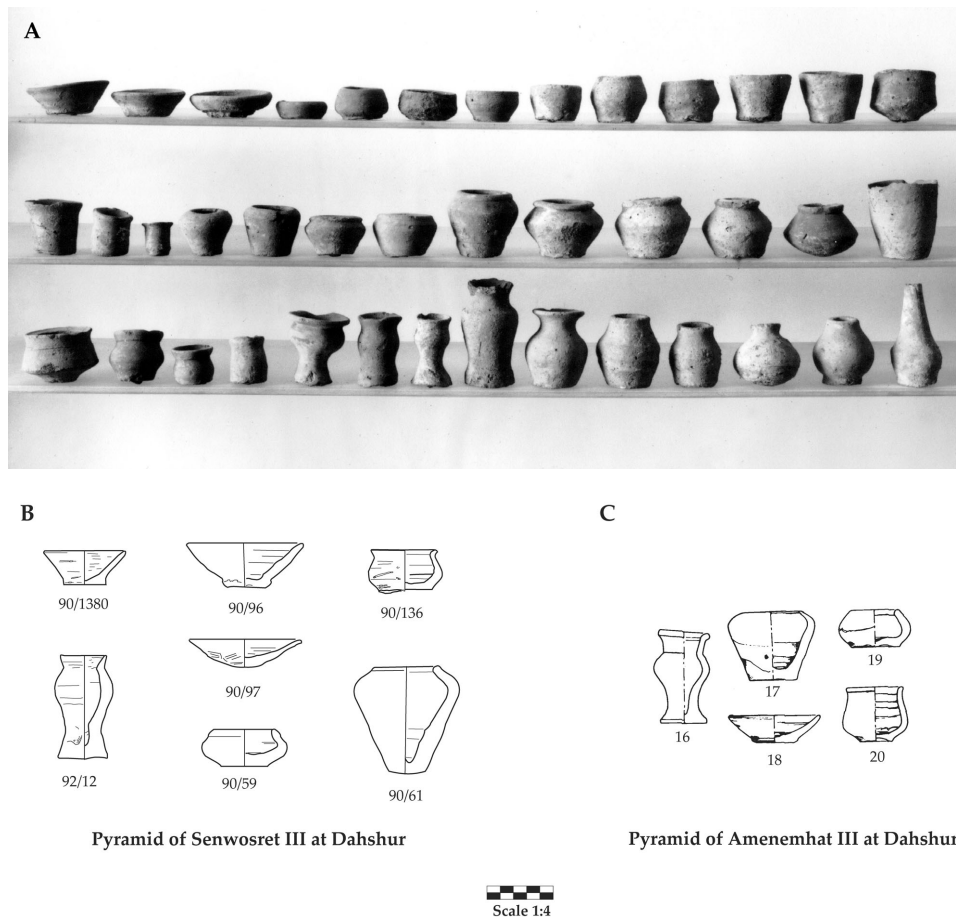 A
B
C
90/1380
90/96
90/136
90/97
92/12
90/59
90/61
16
17
18
19
20
Pyramid of Senwosret III at Dahshur
Pyramid of Amenemhat III at Dahshur
Scale 1:4